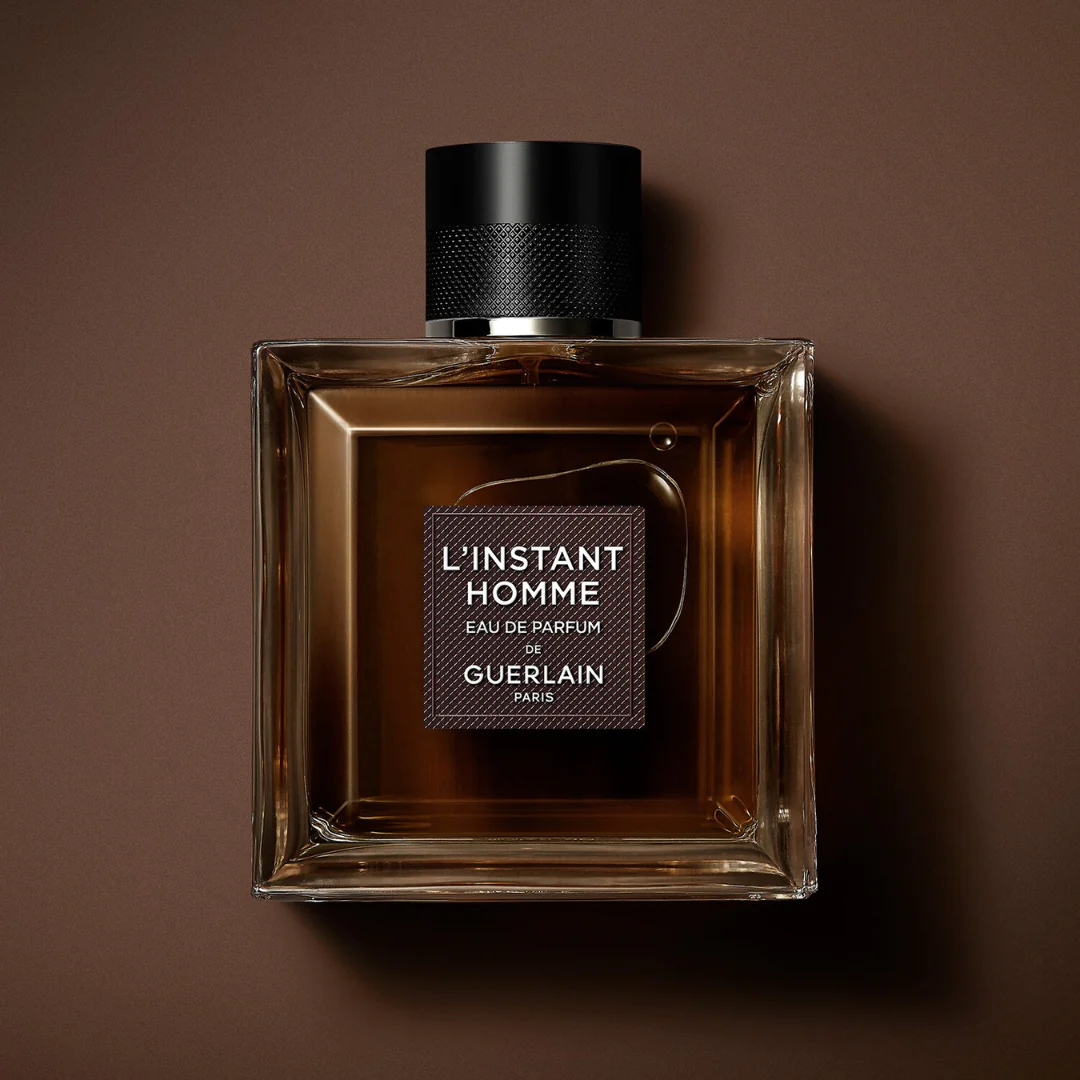 L'INSTANT
HOMME
EAU DE PARFUM
DE
GUERLAIN
PARIS